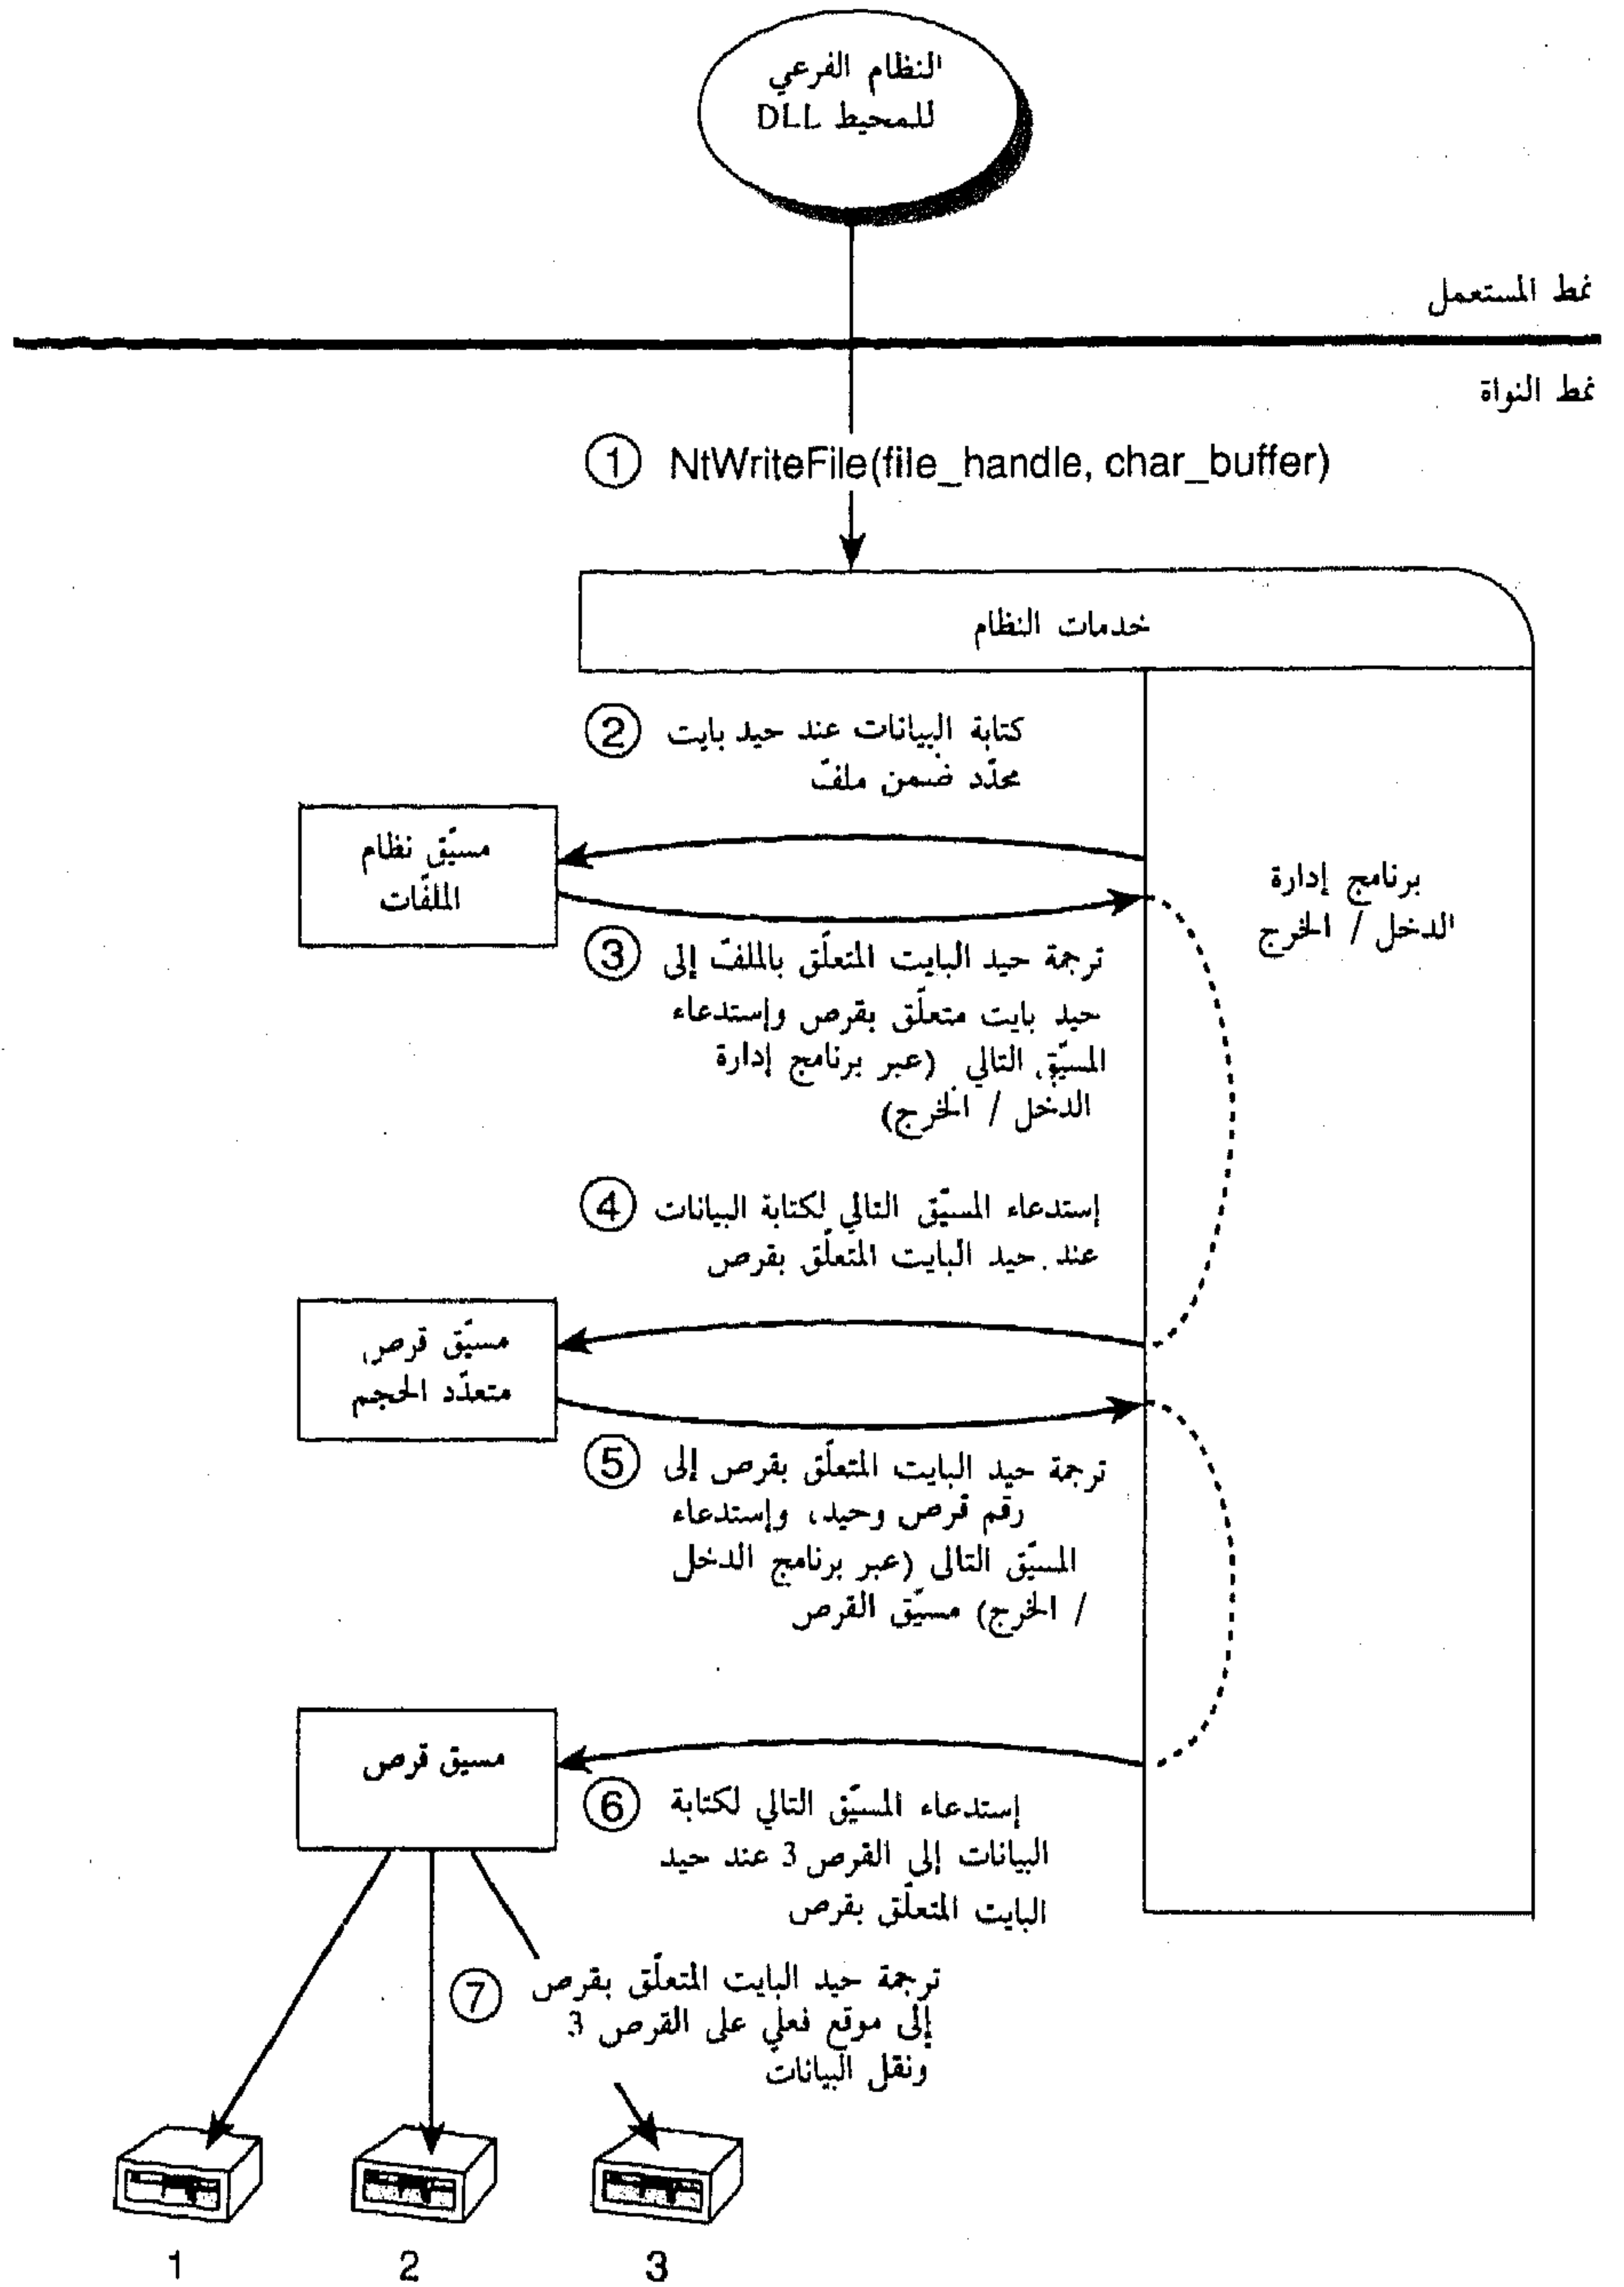 النظام الفرعي
للمحيط DLL
نمط المستعمل
نمط النواة
① NtWriteFile(file_handle, char_buffer)
خدمات النظام
② كتابة البيانات عند حيد بايت
محدّد ضمن ملفّ
مسيّق نظام
الملفّات
برنامج إدارة
الدخل / الخرج
③ ترجمة حيد البايت المتعلّق بالملفّ إلى
حيد بايت متعلّق بقرص وإستدعاء
المسيّق التالي (عبر برنامج إدارة
الدخل / الخرج)
④ إستدعاء المسيّق التالي لكتابة البيانات
عند حيد البايت المتعلّق بقرص
مسيّق قرص
متعدّد الحجم
⑤ ترجمة حيد البايت المتعلّق بقرص إلى
رقم قرص وحيد، وإستدعاء
المسيّق التالي (عبر برنامج الدخل
/ الخرج) مسيّق القرص
مسيق قرص
⑥ إستدعاء المسيّق التالي لكتابة
البيانات إلى القرص 3 عند حيد
البايت المتعلّق بقرص
⑦ ترجمة حيد البايت المتعلّق بقرص
إلى موقع فعلي على القرص 3
ونقل البيانات
1 2 3